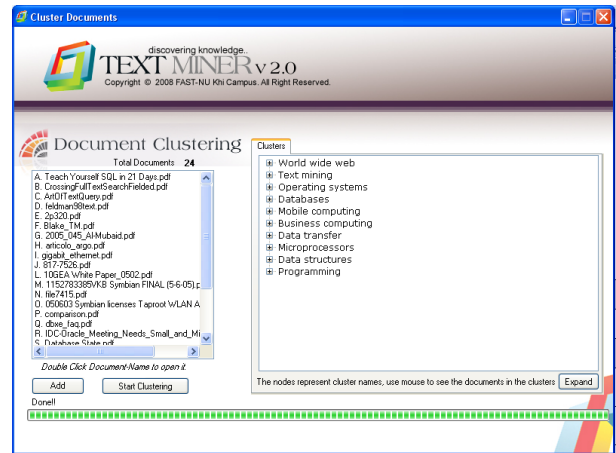 Cluster Documents
discovering knowledge..
TEXT MINER v 2.0
Copyright © 2008 FAST-NU Khi Campus. All Right Reserved.
Document Clustering
Total Documents 24
A. Teach Yourself SQL in 21 Days.pdf
B. CrossingFullTextSearchFielded.pdf
C. ArtOfTextQuery.pdf
D. feldman98text.pdf
E. 2p320.pdf
F. Blake_TM.pdf
G. 2005_045_Al-Mubaid.pdf
H. articolo_argo.pdf
I. gigabit_ethernet.pdf
J. 817-7526.pdf
L. 10GEA White Paper_0502.pdf
M. 1152783385VKB Symbian FINAL (5-6-05).p
N. file7415.pdf
O. 050603 Symbian licenses Taproot WLAN A
P. comparison.pdf
Q. dbxe_faq.pdf
R. IDC-Oracle_Meeting_Needs_Small_and_Mi
S. Database State.pdf
Double Click Document-Name to open it
Add
Start Clustering
Done!!
Clusters
World wide web
Text mining
Operating systems
Databases
Mobile computing
Business computing
Data transfer
Microprocessors
Data structures
Programming
The nodes represent cluster names, use mouse to see the documents in the clusters
Expand